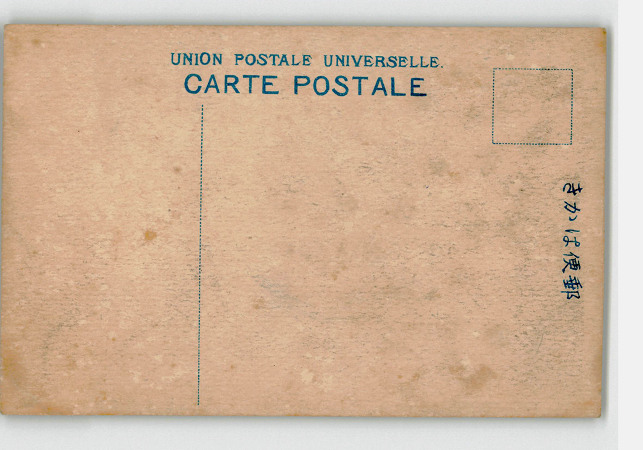 UNION POSTALE UNIVERSELLE.
CARTE POSTALE
郵便はかき